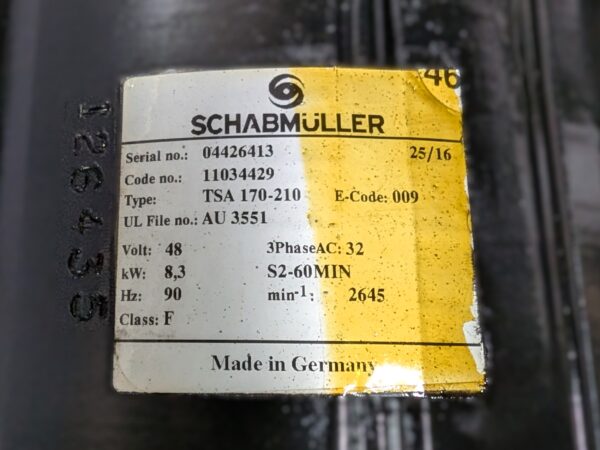 46
SCHABMÜLLER
Serial no.: 04426413 25/16
Code no.: 11034429
Type: TSA 170-210 E-Code: 009
UL File no.: AU 3551
Volt: 48 3PhaseAC: 32
kW: 8,3 S2-60MIN
Hz: 90 min-1: 2645
Class: F
Made in Germany
126435